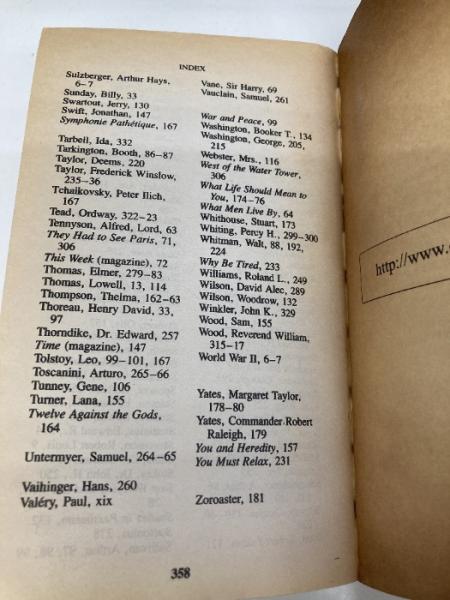 INDEX
Sulzberger, Arthur Hays,
6–7
Sunday, Billy, 33
Swartout, Jerry, 130
Swift, Jonathan, 147
Symphonie Pathétique, 167
Tarbell, Ida, 332
Tarkington, Booth, 86–87
Taylor, Deems, 220
Taylor, Frederick Winslow,
235–36
Tchaikovsky, Peter Ilich,
167
Tead, Ordway, 322–23
Tennyson, Alfred, Lord, 63
They Had to See Paris, 71,
306
This Week (magazine), 72
Thomas, Elmer, 279–83
Thomas, Lowell, 13, 114
Thompson, Thelma, 162–63
Thoreau, Henry David, 33,
97
Thorndike, Dr. Edward, 257
Time (magazine), 147
Tolstoy, Leo, 99–101, 167
Toscanini, Arturo, 265–66
Tunney, Gene, 106
Turner, Lana, 155
Twelve Against the Gods,
164
Untermyer, Samuel, 264–65
Vaihinger, Hans, 260
Valéry, Paul, xix
Vane, Sir Harry, 69
Vauclain, Samuel, 261
War and Peace, 99
Washington, Booker T., 134
Washington, George, 205,
215
Webster, Mrs., 116
West of the Water Tower,
306
What Life Should Mean to
You, 174–76
What Men Live By, 64
Whithouse, Stuart, 173
Whiting, Percy H., 299–300
Whitman, Walt, 88, 192,
224
Why Be Tired, 233
Williams, Roland L., 249
Wilson, David Alec, 289
Wilson, Woodrow, 132
Winkler, John K., 329
Wood, Sam, 155
Wood, Reverend William,
315–17
World War II, 6–7
Yates, Margaret Taylor,
178–80
Yates, Commander Robert
Raleigh, 179
You and Heredity, 157
You Must Relax, 231
Zoroaster, 181
358
http://www.